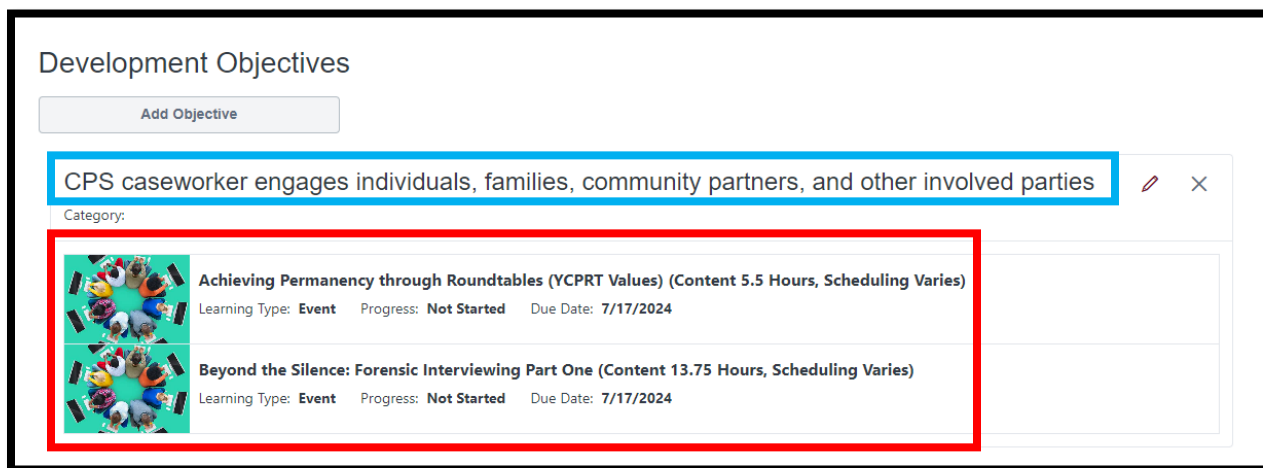 Development Objectives
Add Objective
CPS caseworker engages individuals, families, community partners, and other involved parties
Category:
Achieving Permanency through Roundtables (YCPRT Values) (Content 5.5 Hours, Scheduling Varies)
Learning Type: Event Progress: Not Started Due Date: 7/17/2024
Beyond the Silence: Forensic Interviewing Part One (Content 13.75 Hours, Scheduling Varies)
Learning Type: Event Progress: Not Started Due Date: 7/17/2024